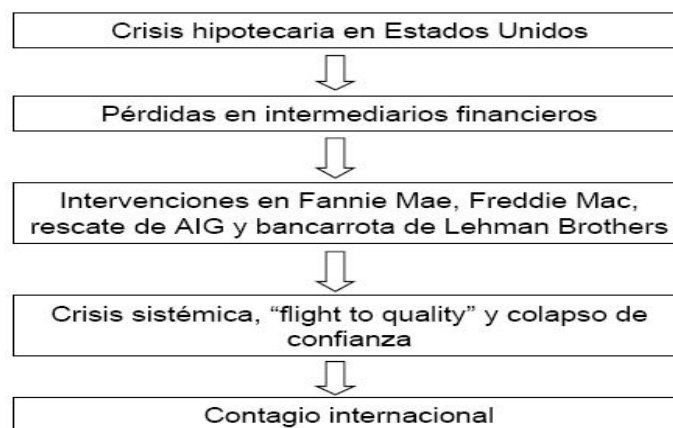 Crisis hipotecaria en Estados Unidos
Pérdidas en intermediarios financieros
Intervenciones en Fannie Mae, Freddie Mac,
rescate de AIG y bancarrota de Lehman Brothers
Crisis sistémica, “flight to quality” y colapso de
confianza
Contagio internacional